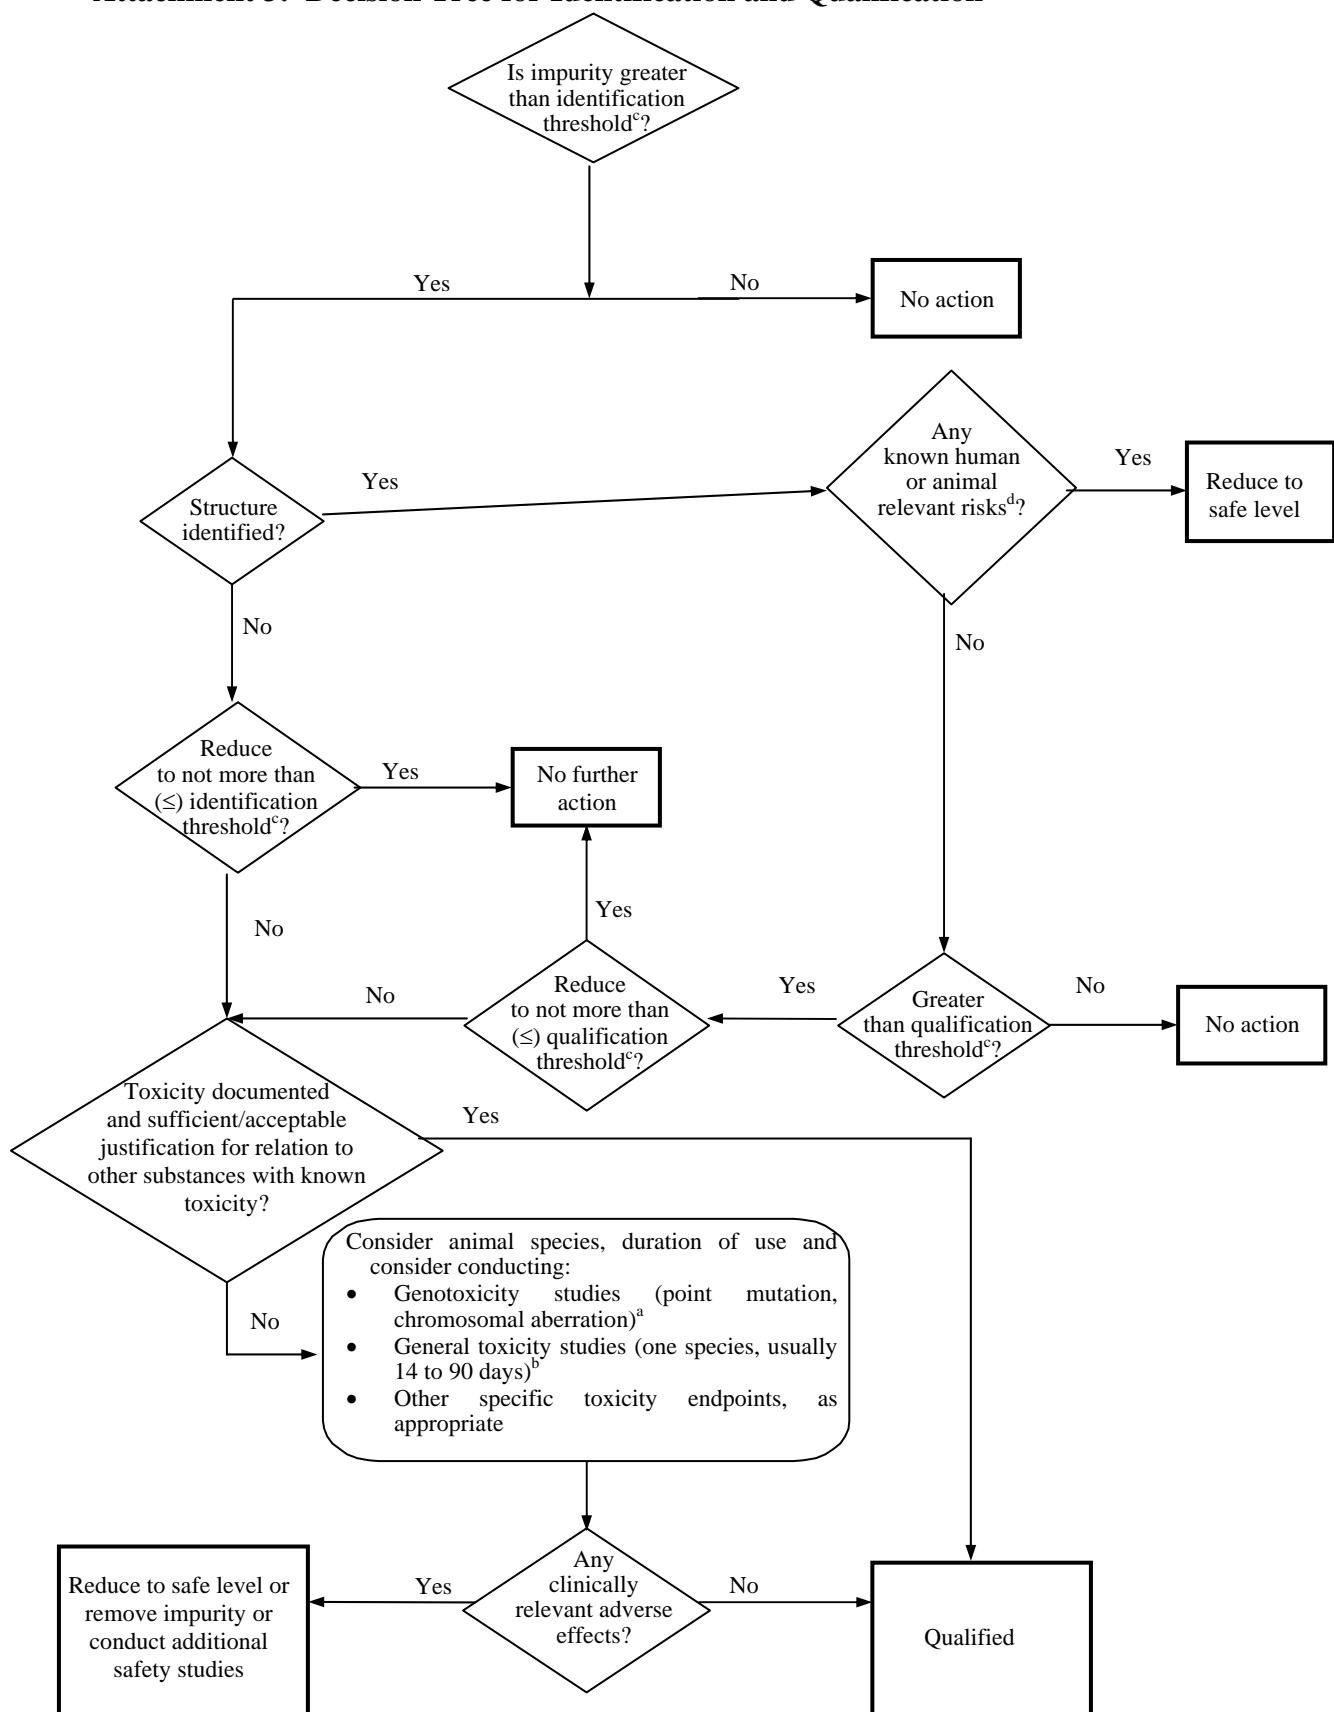 Attachment 3: Decision Tree for Identification and Qualification
Is impurity greater
than identification
thresholdᶜ?
Yes
No
No action
Any
known human
or animal
relevant risksᵈ?
Yes
Reduce to
safe level
Yes
Structure
identified?
No
No
Reduce
to not more than
(≤) identification
thresholdᶜ?
Yes
No further
action
Yes
No
Reduce
to not more than
(≤) qualification
thresholdᶜ?
No
Yes
Greater
than qualification
thresholdᶜ?
No
No action
Toxicity documented
and sufficient/acceptable
justification for relation to
other substances with known
toxicity?
Yes
No
Consider animal species, duration of use and
consider conducting:
• Genotoxicity studies (point mutation,
chromosomal aberration)ᵃ
• General toxicity studies (one species, usually
14 to 90 days)ᵇ
• Other specific toxicity endpoints, as
appropriate
Reduce to safe level or
remove impurity or
conduct additional
safety studies
Yes
Any
clinically
relevant adverse
effects?
No
Qualified